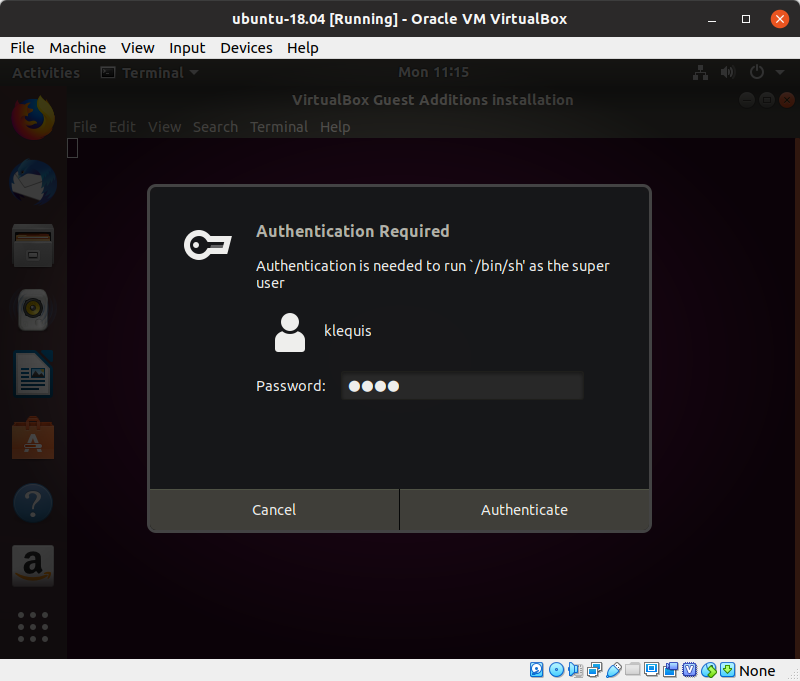 ubuntu-18.04 [Running] - Oracle VM VirtualBox
File Machine View Input Devices Help
Activities Terminal Mon 11:15
VirtualBox Guest Additions installation
File Edit View Search Terminal Help
Authentication Required
Authentication is needed to run `/bin/sh' as the super
user
klequis
Password: ●●●●
Cancel Authenticate
None